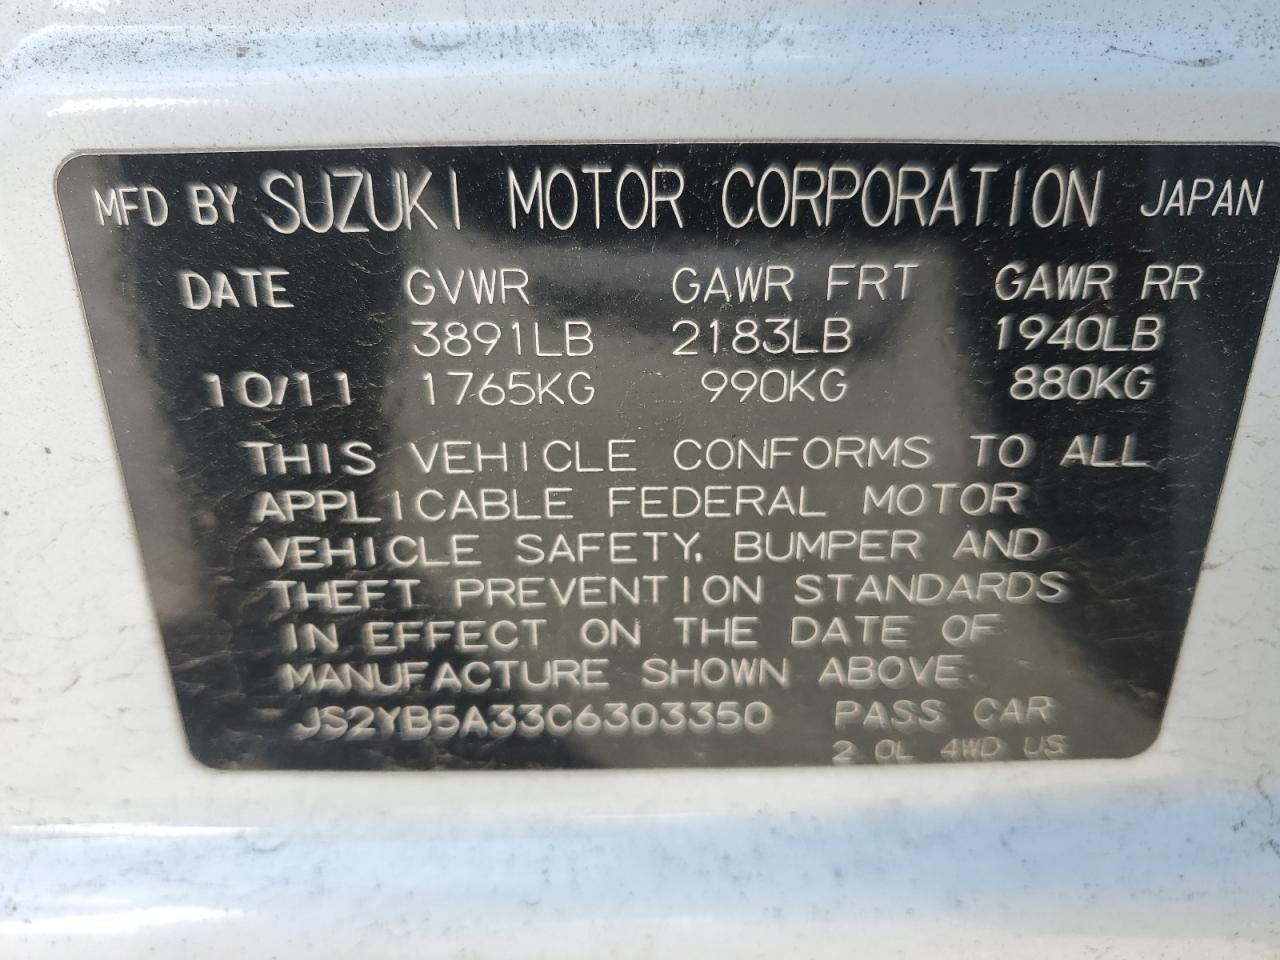 MFD BY SUZUKI MOTOR CORPORATION JAPAN
DATE GVWR GAWR FRT GAWR RR
3891LB 2183LB 1940LB
10/11 1765KG 990KG 880KG
THIS VEHICLE CONFORMS TO ALL
APPLICABLE FEDERAL MOTOR
VEHICLE SAFETY, BUMPER AND
THEFT PREVENTION STANDARDS
IN EFFECT ON THE DATE OF
MANUFACTURE SHOWN ABOVE.
JS2YB5A33C6303350 PASS CAR
2.0L 4WD US